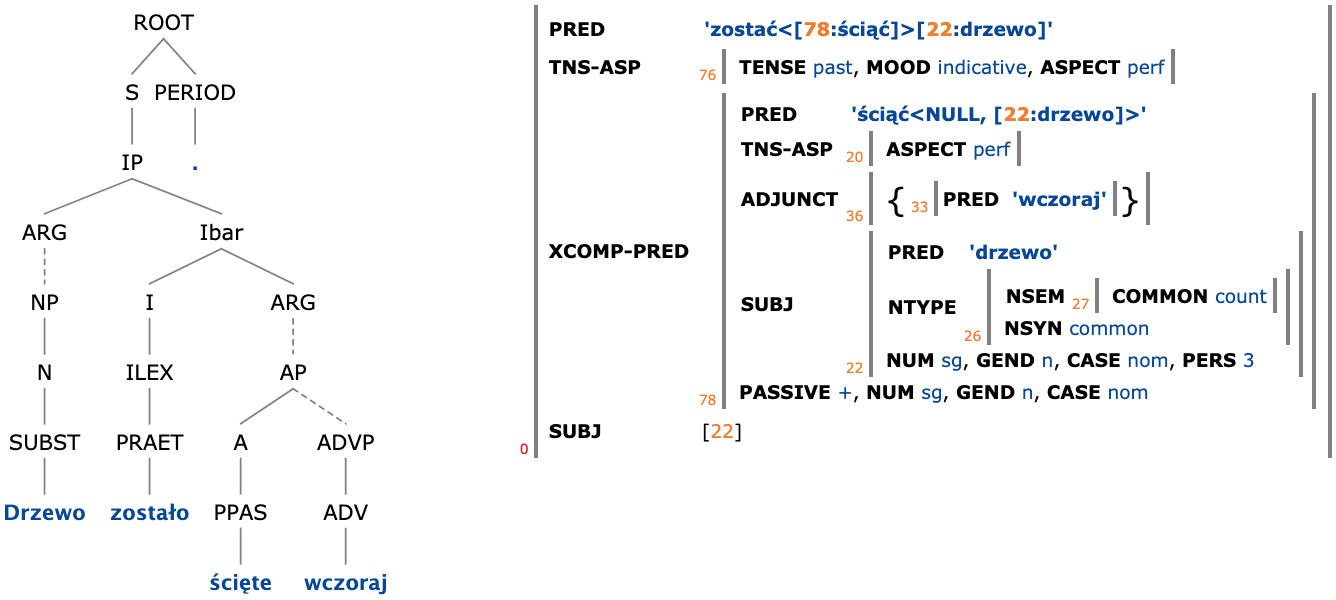 ROOT
S PERIOD
IP .
ARG Ibar
NP I ARG
N ILEX AP
SUBST PRAET A ADVP
Drzewo zostało PPAS ADV
ścięte wczoraj
PRED 'zostać<[78:ściąć]>[22:drzewo]'
TNS-ASP 76 TENSE past, MOOD indicative, ASPECT perf
PRED 'ściąć<NULL, [22:drzewo]>'
TNS-ASP 20 ASPECT perf
ADJUNCT 36 { 33 PRED 'wczoraj' }
XCOMP-PRED
PRED 'drzewo'
SUBJ NTYPE 26 NSEM 27 COMMON count
NSYN common
22 NUM sg, GEND n, CASE nom, PERS 3
78 PASSIVE +, NUM sg, GEND n, CASE nom
0 SUBJ [22]